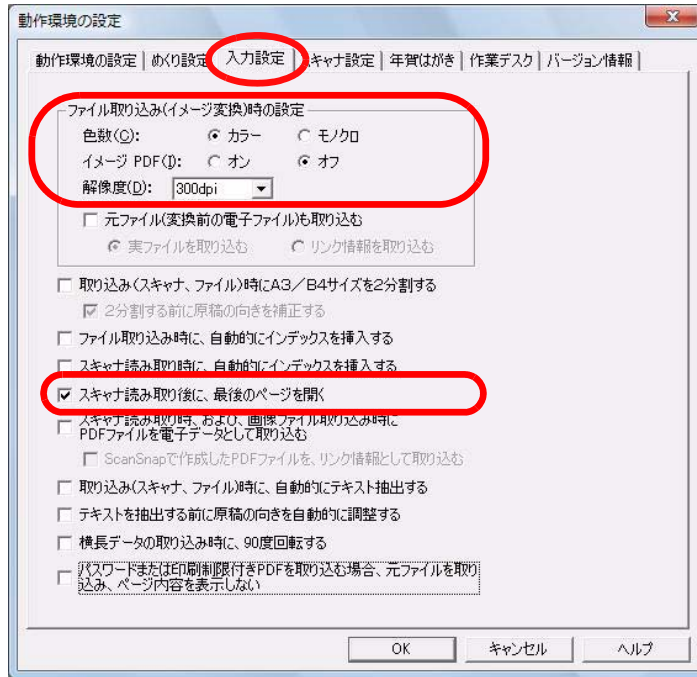 動作環境の設定
動作環境の設定 めくり設定 入力設定 スキャナ設定 年賀はがき 作業デスク バージョン情報
ファイル取り込み(イメージ変換)時の設定
色数(C): カラー モノクロ
イメージ PDF(I): オン オフ
解像度(D): 300dpi
元ファイル(変換前の電子ファイル)も取り込む
実ファイルを取り込む リンク情報を取り込む
取り込み(スキャナ、ファイル)時にA3/B4サイズを2分割する
2分割する前に原稿の向きを補正する
ファイル取り込み時に、自動的にインデックスを挿入する
スキャナ読み取り時に、自動的にインデックスを挿入する
スキャナ読み取り後に、最後のページを開く
スキャナ読み取り時、および、画像ファイル取り込み時に
PDFファイルを電子データとして取り込む
ScanSnapで作成したPDFファイルを、リンク情報として取り込む
取り込み(スキャナ、ファイル)時に、自動的にテキスト抽出する
テキストを抽出する前に原稿の向きを自動的に調整する
横長データの取り込み時に、90度回転する
パスワードまたは印刷制限付きPDFを取り込む場合、元ファイルを取り
込み、ページ内容を表示しない
OK キャンセル ヘルプ